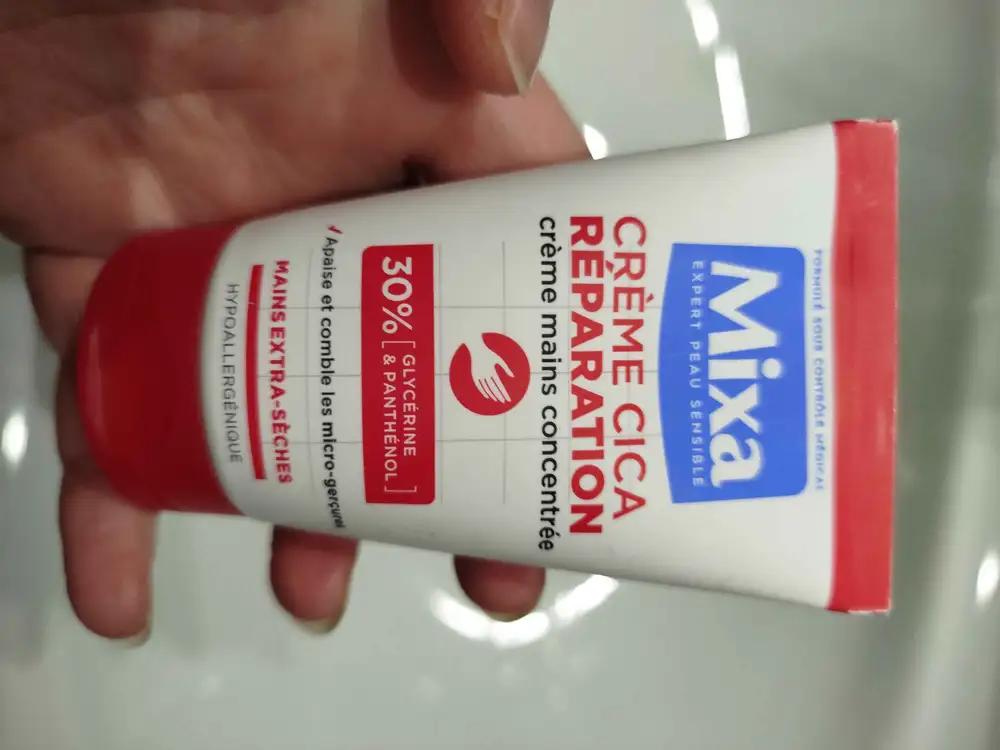 FORMULÉ SOUS CONTRÔLE MÉDICAL
Mixa
EXPERT PEAU SENSIBLE
CRÈME CICA
RÉPARATION
crème mains concentrée
30% [ GLYCÉRINE
& PANTHÉNOL ]
✓Apaise et comble les micro-gerçures
MAINS EXTRA-SÈCHES
HYPOALLERGÉNIQUE